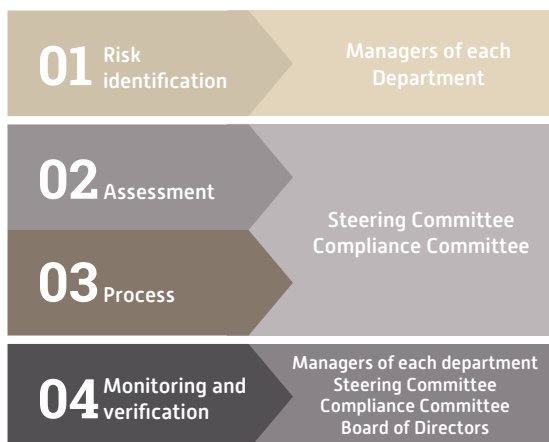 01 Risk
identification
Managers of each
Department
02 Assessment
03 Process
Steering Committee
Compliance Committee
04 Monitoring and
verification
Managers of each department
Steering Committee
Compliance Committee
Board of Directors